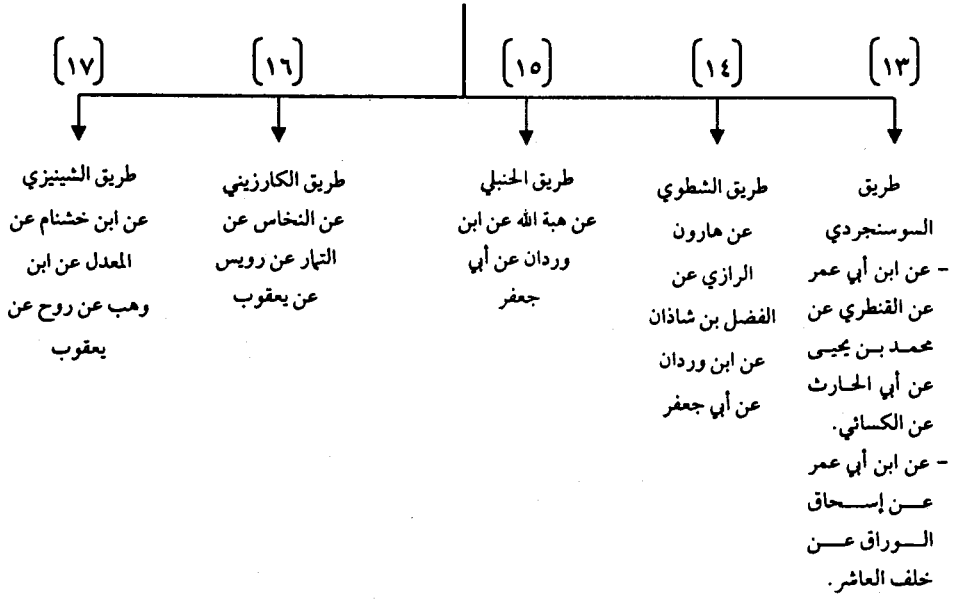 [١٣]
طريق
السوسنجردي
- عن ابن أبي عمر
عن القنطري عن
محمد بن يحيى
عن أبي الحارث
عن الكسائي.
- عن ابن أبي عمر
عن إسحاق
الوراق عن
خلف العاشر.
[١٤]
طريق الشطوي
عن هارون
الرازي عن
الفضل بن شاذان
عن ابن وردان
عن أبي جعفر
[١٥]
طريق الحنبلي
عن هبة الله عن ابن
وردان عن أبي
جعفر
[١٦]
طريق الكارزيني
عن النخاس عن
التمار عن رويس
عن يعقوب
[١٧]
طريق الشينيزي
عن ابن خشنام عن
المعدل عن ابن
وهب عن روح عن
يعقوب